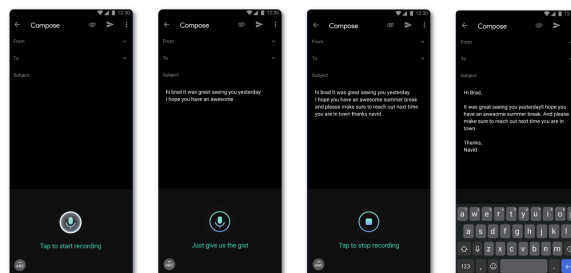 12:30
← Compose
From
To
Subject
Tap to start recording
ABC
12:30
← Compose
From
To
Subject
hi brad it was great seeing you yesterday
I hope you have an awesome
Just give us the gist
ABC
12:30
← Compose
From
To
Subject
hi brad it was great seeing you yesterday
I hope you have an awesome summer break
and please make sure to reach out next time
you are in town thanks navid
Tap to stop recording
ABC
12:
← Compose
From
To
Subject
Hi Brad,
It was great seeing you yesterday!I hope you
have an awesome summer break. And please
make sure to reach out next time you are in
town.
Thanks,
Navid
a w e r t y u i o
a s d f g h j k l
z x c v b n m
123 , .